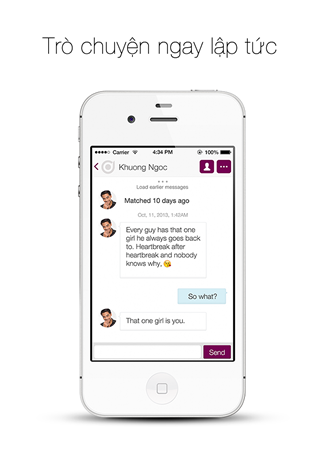 Trò chuyện ngay lập tức
Carrier
4:34 PM
100%
Khuong Ngoc
Load earlier messages
Matched 10 days ago
Oct, 11, 2013, 1:43AM
Every guy has that one
girl he always goes back
to. Heartbreak after
heartbreak and nobody
knows why. 😘
So what?
That one girl is you.
Send